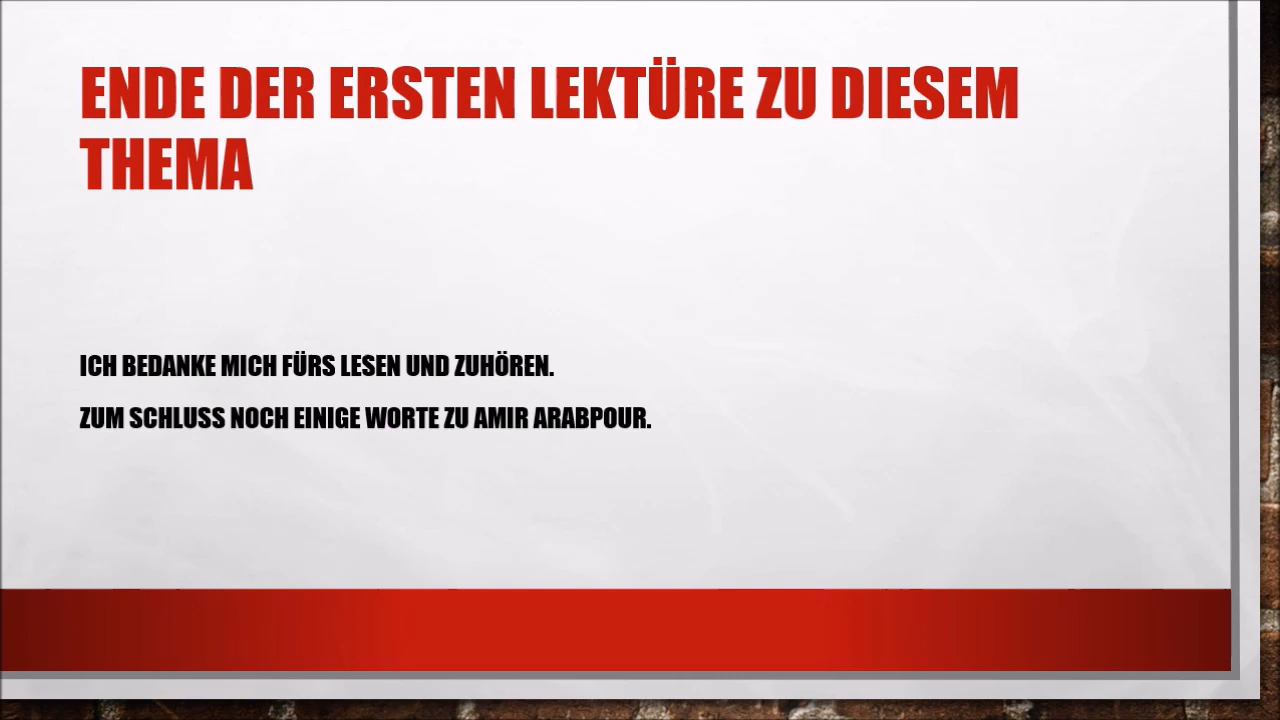 ENDE DER ERSTEN LEKTÜRE ZU DIESEM
THEMA
ICH BEDANKE MICH FÜRS LESEN UND ZUHÖREN.
ZUM SCHLUSS NOCH EINIGE WORTE ZU AMIR ARABPOUR.